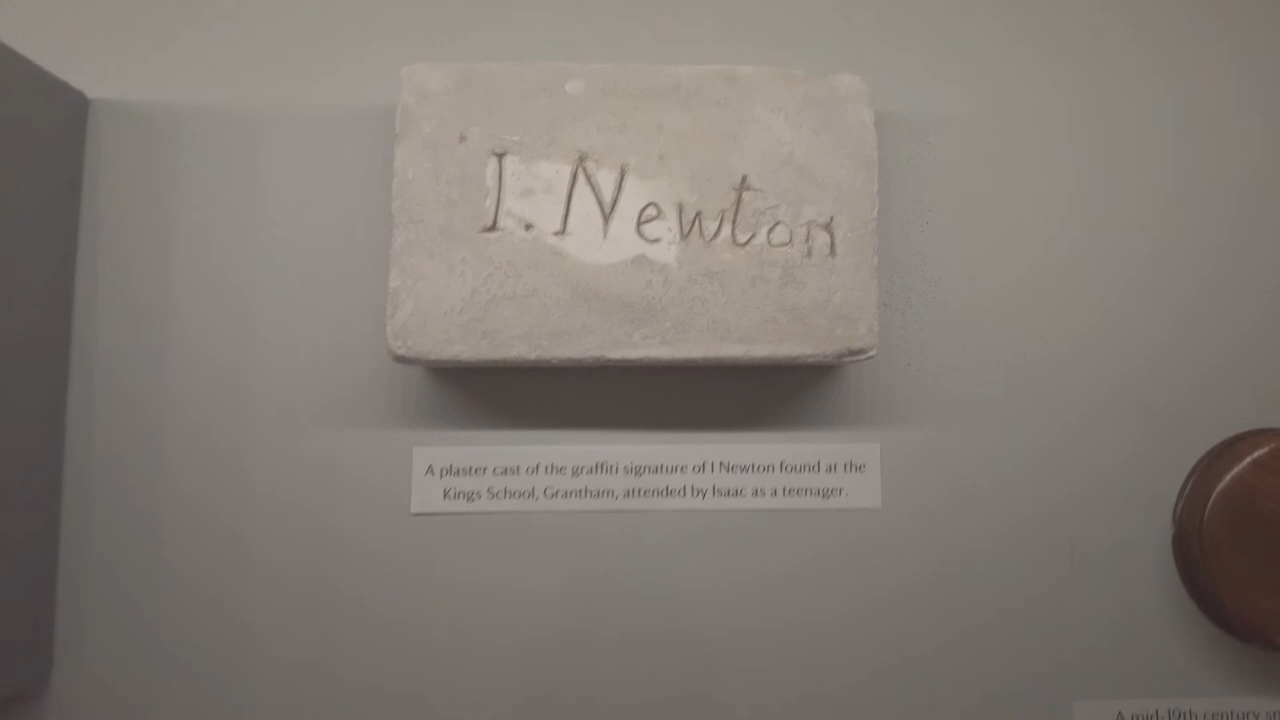 I. Newton
A plaster cast of the graffiti signature of I Newton found at the
Kings School, Grantham, attended by Isaac as a teenager.
A mid-19th century